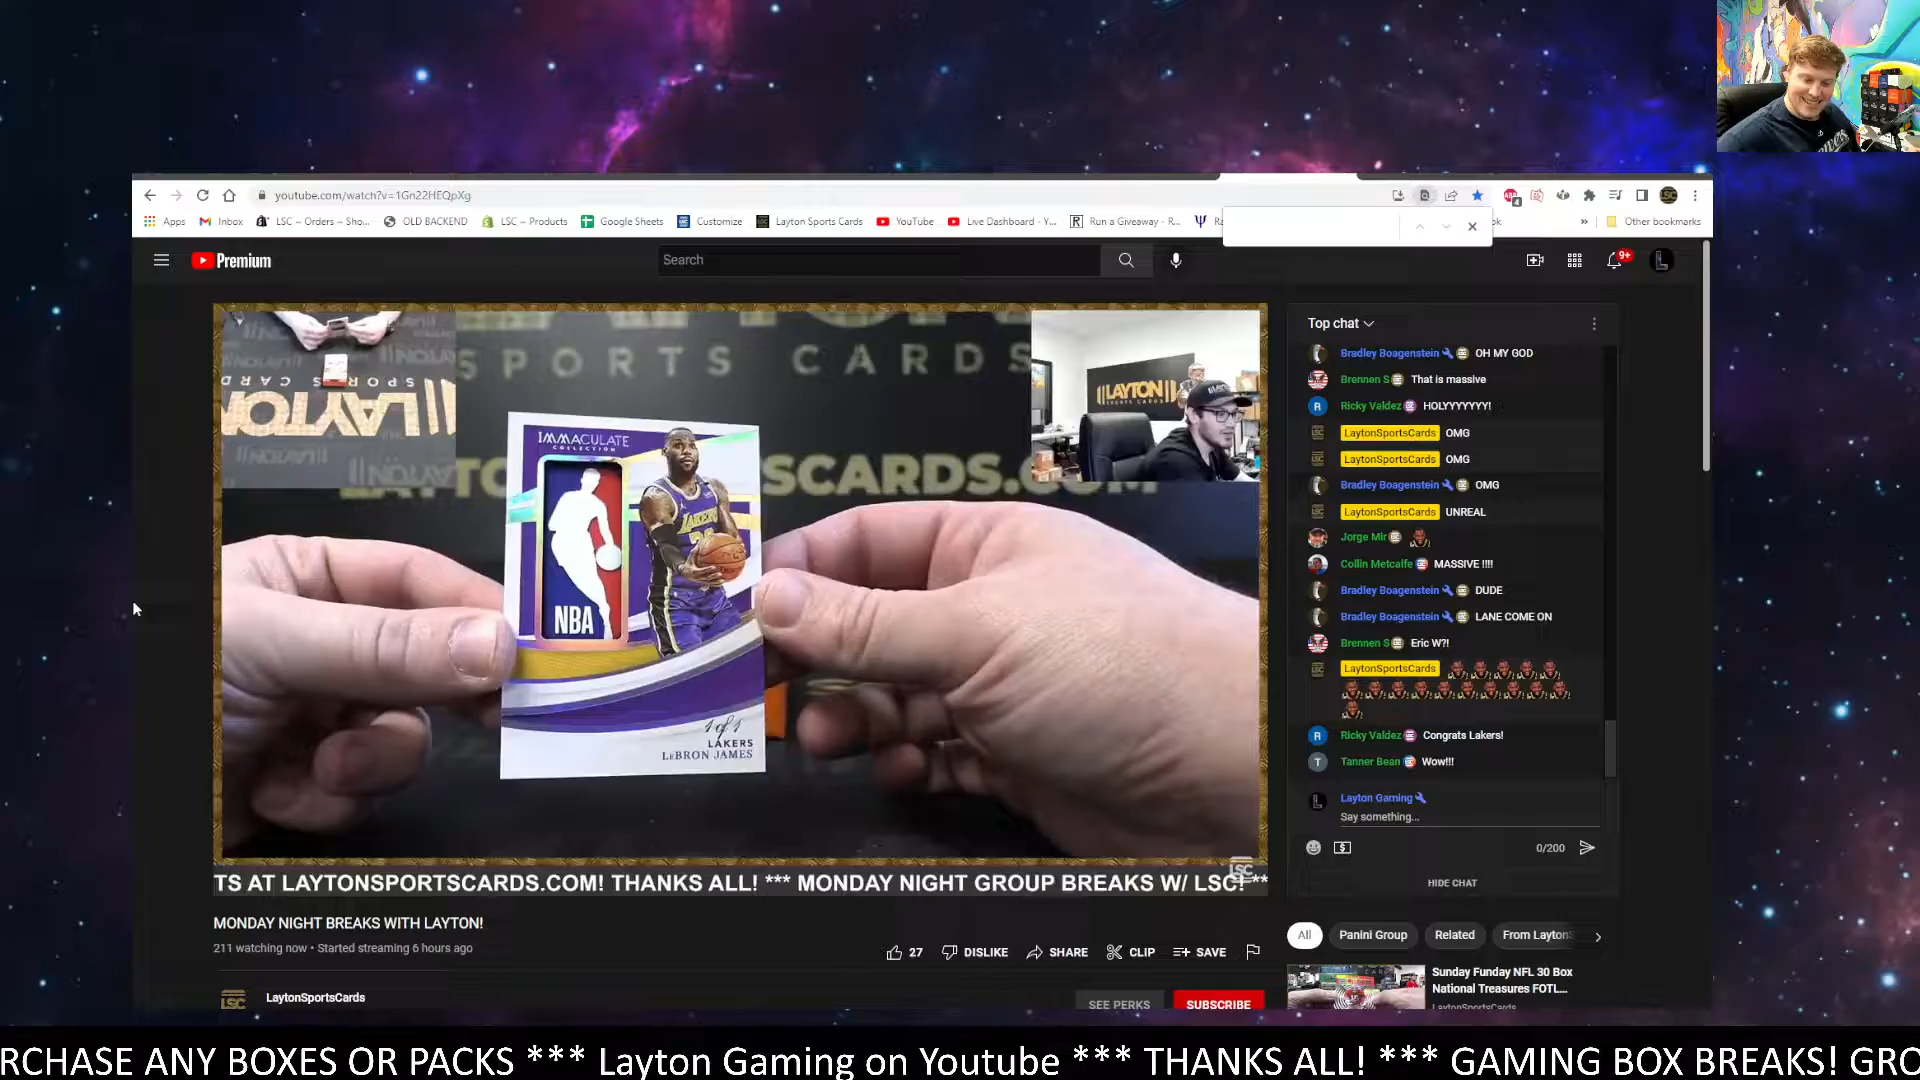 youtube.com/watch?v=1Gn22HEQpXg
Apps
Inbox
LSC -- Orders -- Sho...
OLD BACKEND
LSC -- Products
Google Sheets
Customize
Layton Sports Cards
YouTube
Live Dashboard - Y...
Run a Giveaway - R...
Other bookmarks
Premium
Search
9+
SPORTS CARDS
LAYTON
IMMACULATE
COLLECTION
NBA
LAKERS
1 of 1
LAKERS
LEBRON JAMES
SCARDS.CO
LAYTON
TS AT LAYTONSPORTSCARDS.COM! THANKS ALL! *** MONDAY NIGHT GROUP BREAKS W/ LSC! **
LSC
MONDAY NIGHT BREAKS WITH LAYTON!
211 watching now • Started streaming 6 hours ago
27
DISLIKE
SHARE
CLIP
SAVE
LSC
LaytonSportsCards
SEE PERKS
SUBSCRIBE
Top chat
Bradley Boagenstein OH MY GOD
Brennen S That is massive
Ricky Valdez HOLYYYYYYY!
LaytonSportsCards OMG
LaytonSportsCards OMG
Bradley Boagenstein OMG
LaytonSportsCards UNREAL
Jorge Mir
Collin Metcalfe MASSIVE !!!!
Bradley Boagenstein DUDE
Bradley Boagenstein LANE COME ON
Brennen S Eric W?!
LaytonSportsCards
Ricky Valdez Congrats Lakers!
Tanner Bean Wow!!!
Layton Gaming
Say something...
0/200
HIDE CHAT
All
Panini Group
Related
From Layton
Sunday Funday NFL 30 Box
National Treasures FOTL...
LaytonSportsCards
RCHASE ANY BOXES OR PACKS *** Layton Gaming on Youtube *** THANKS ALL! *** GAMING BOX BREAKS! GRO